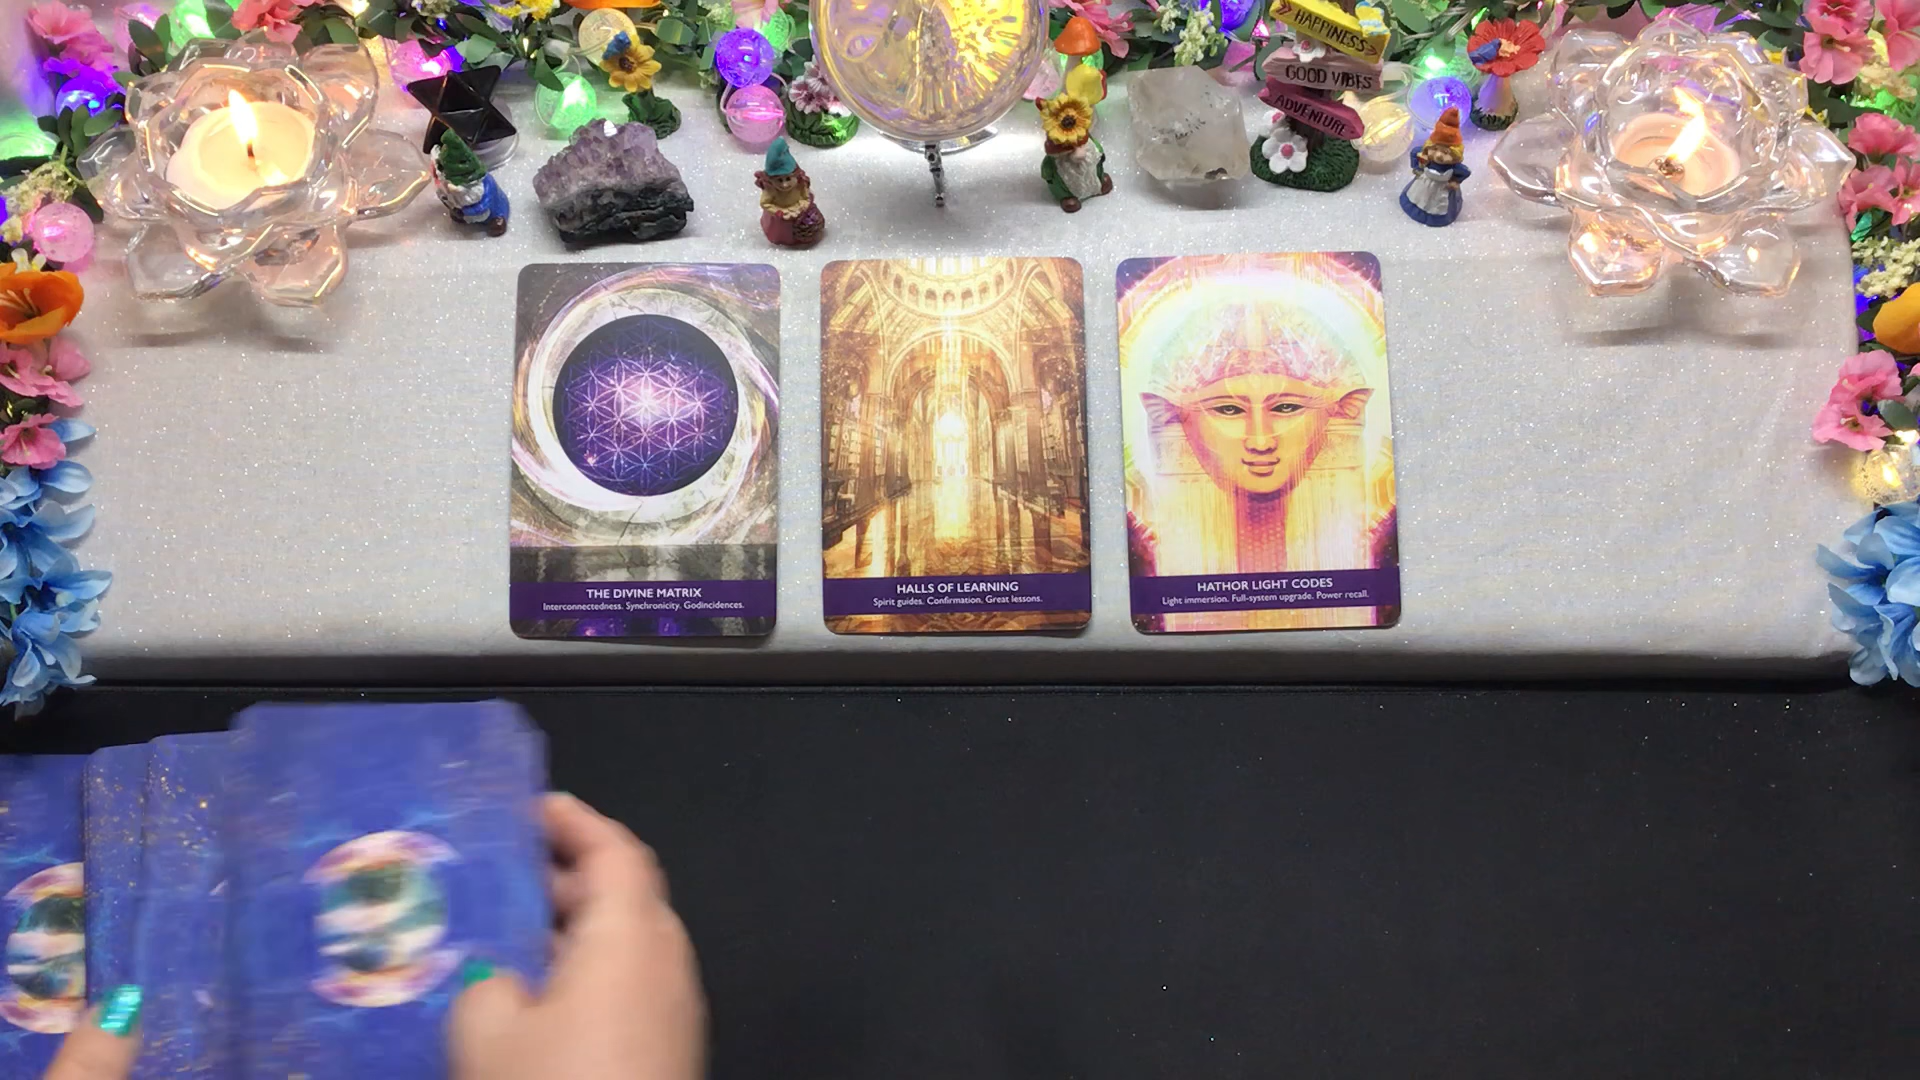 HAPPINESS
GOOD VIBES
ADVENTURE
THE DIVINE MATRIX
Interconnectedness. Synchronicity. Godincidences.
HALLS OF LEARNING
Spirit guides. Confirmation. Great lessons.
HATHOR LIGHT CODES
Light immersion. Full-system upgrade. Power recall.